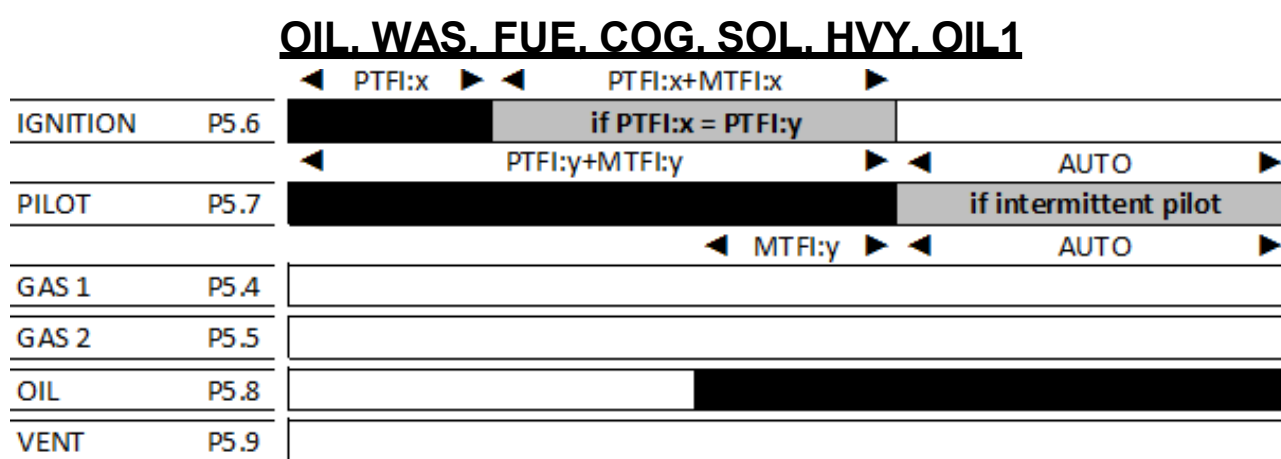 OIL, WAS, FUE, COG, SOL, HVY, OIL1
PTFI:x PTFI:x+MTFI:x
IGNITION P5.6 if PTFI:x = PTFI:y
PTFI:y+MTFI:y AUTO
PILOT P5.7 if intermittent pilot
MTFI:y AUTO
GAS 1 P5.4
GAS 2 P5.5
OIL P5.8
VENT P5.9